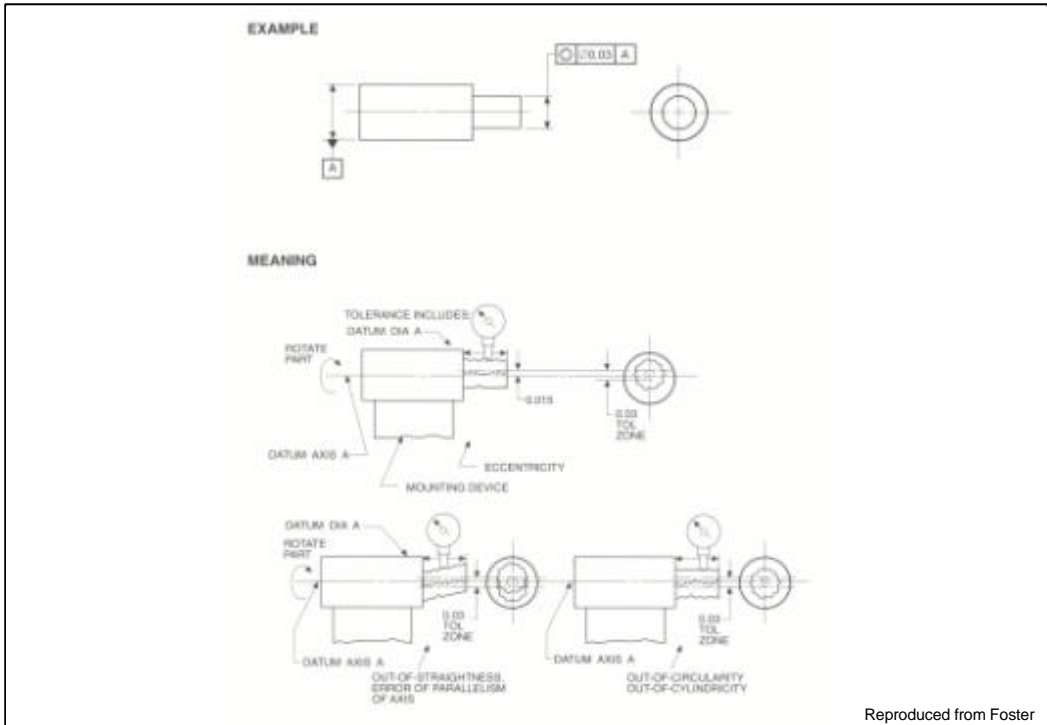 EXAMPLE
⌀0.03 A
A
MEANING
TOLERANCE INCLUDES:
DATUM DIA A
ROTATE
PART
0.015
0.03
TOL
ZONE
DATUM AXIS A
ECCENTRICITY
MOUNTING DEVICE
DATUM DIA A
ROTATE
PART
0.03
TOL
ZONE
0.03
TOL
ZONE
DATUM AXIS A
DATUM AXIS A
OUT-OF-STRAIGHTNESS,
ERROR OF PARALLELISM
OF AXIS
OUT-OF-CIRCULARITY
OUT-OF-CYLINDRICITY
Reproduced from Foster